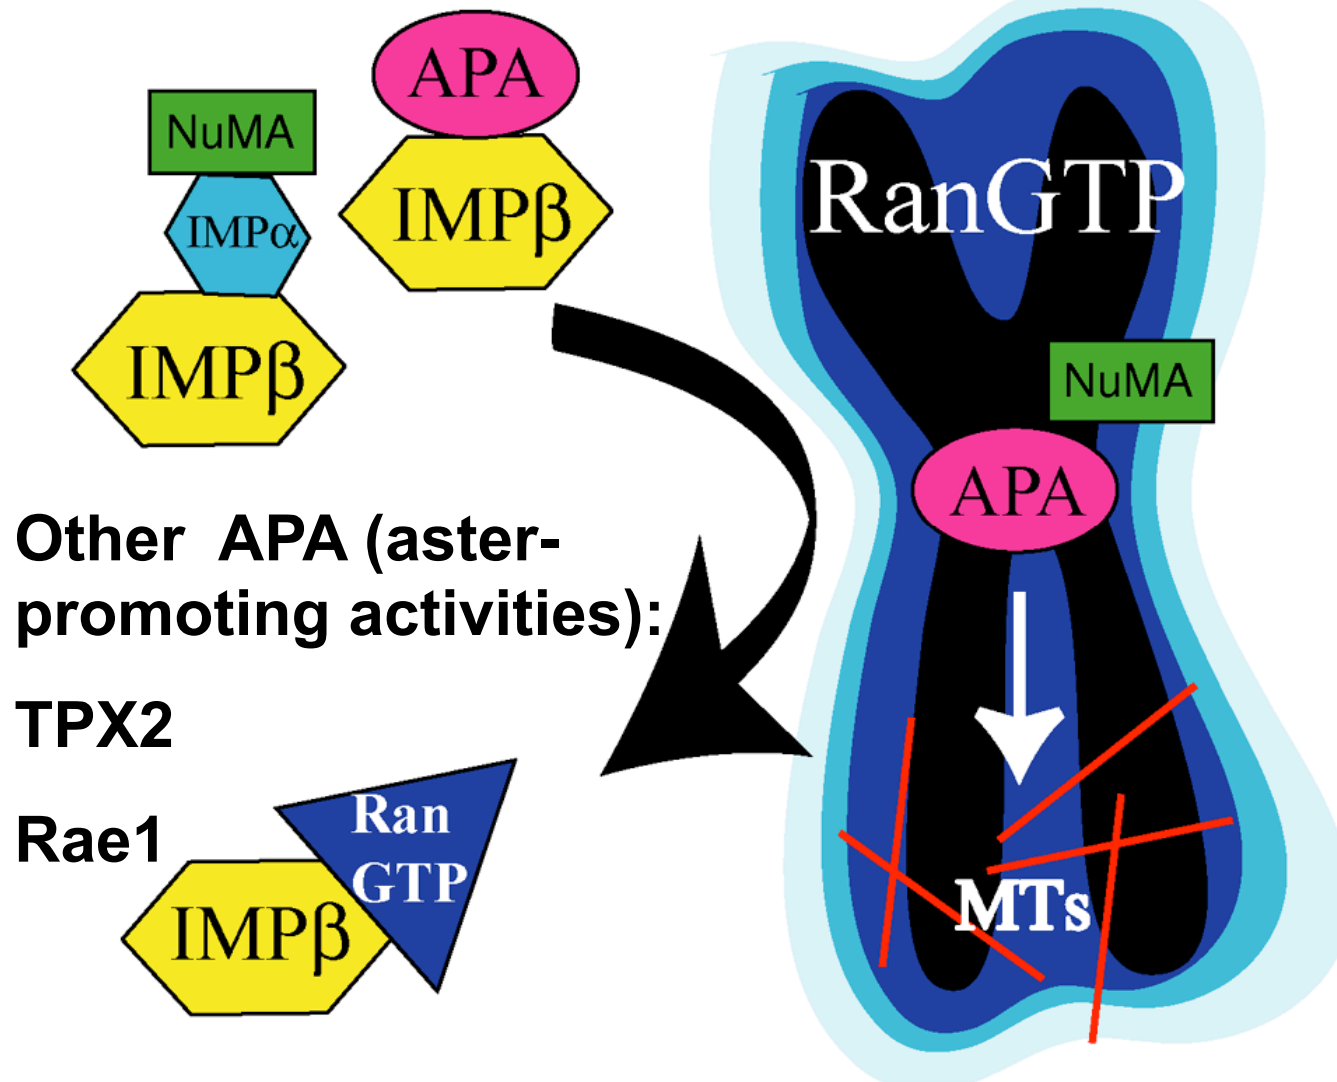 APA
NuMA
IMPβ
IMPα
IMPβ
RanGTP
NuMA
APA
Other  APA (aster-
promoting activities):
TPX2
Rae1
Ran
GTP
IMPβ
MTs